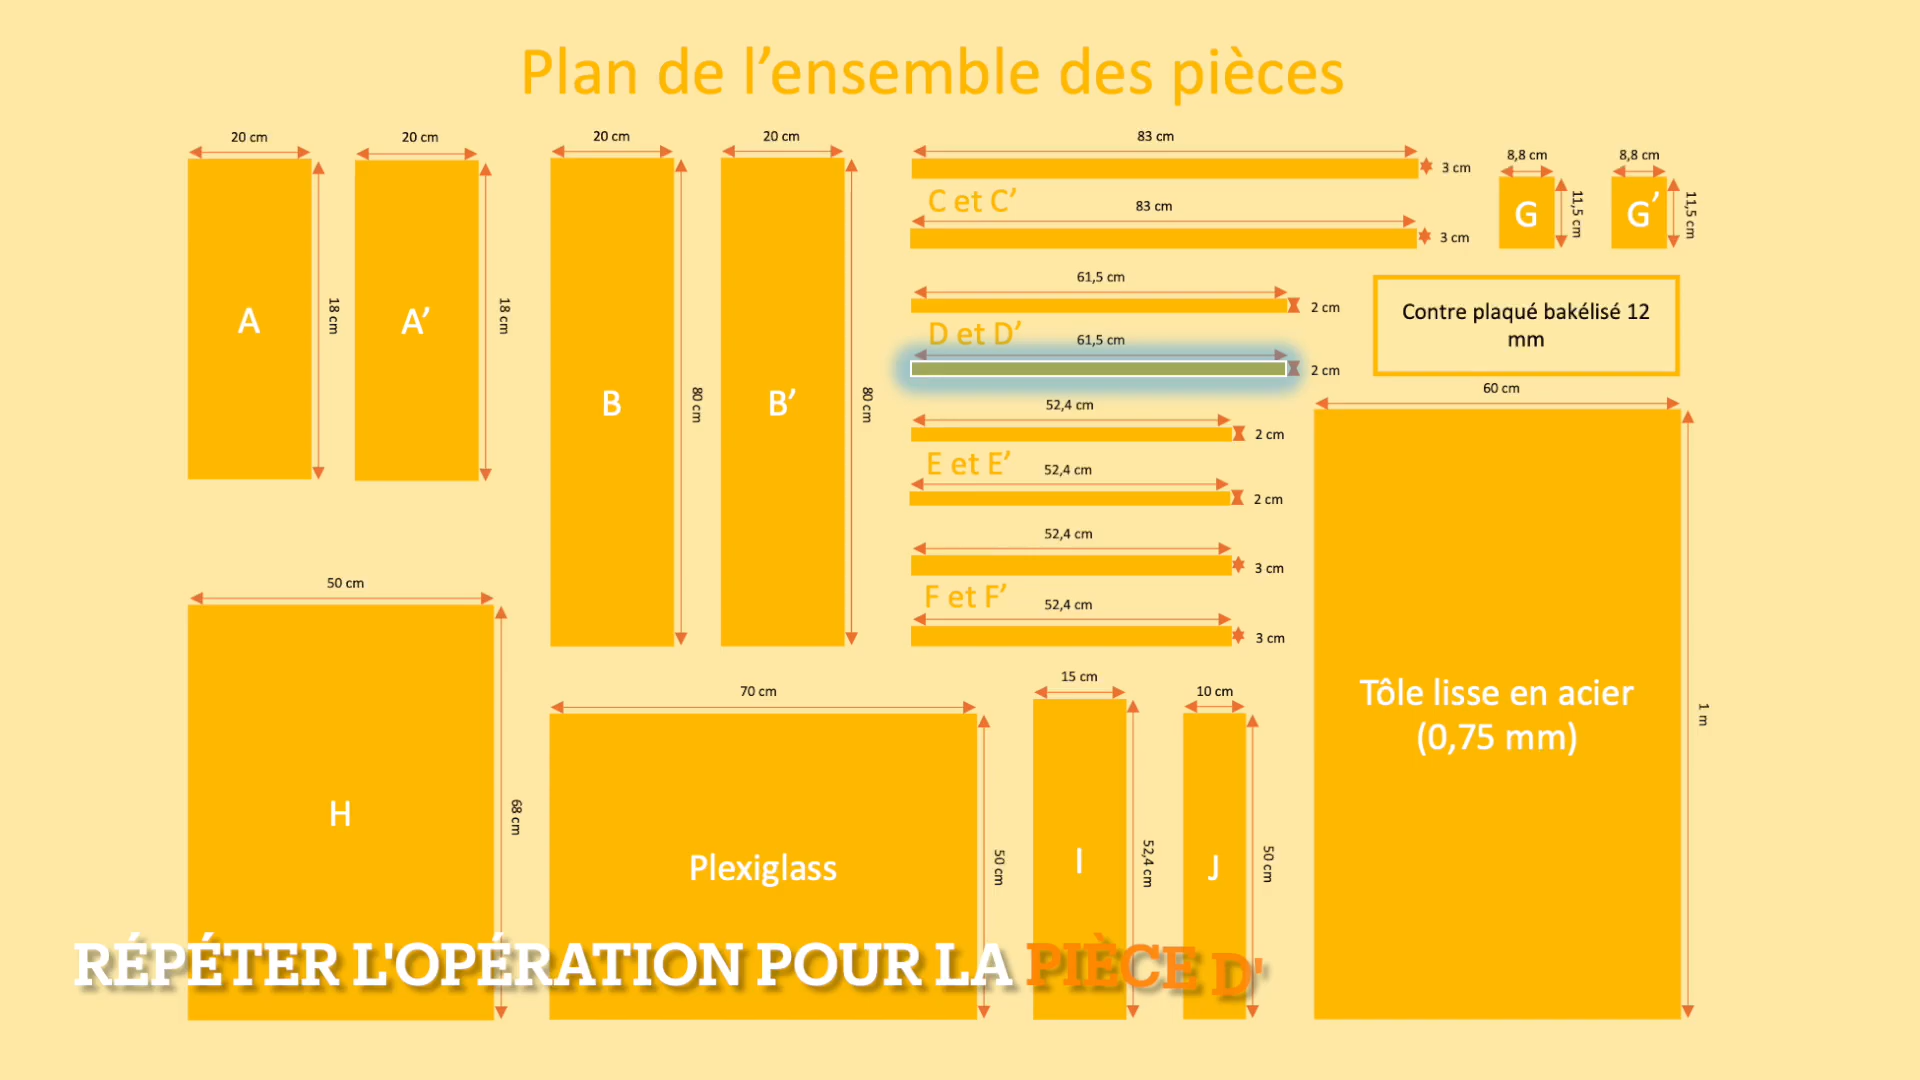 Plan de l’ensemble des pièces
20 cm
20 cm
20 cm
20 cm
83 cm
8,8 cm
8,8 cm
3 cm
C et C’
83 cm
3 cm
G
11,5 cm
G’
11,5 cm
61,5 cm
2 cm
D et D’
61,5 cm
2 cm
A
18 cm
A’
18 cm
B
80 cm
B’
80 cm
Contre plaqué bakélisé 12
mm
52,4 cm
2 cm
E et E’
52,4 cm
2 cm
52,4 cm
3 cm
F et F’
52,4 cm
3 cm
60 cm
Tôle lisse en acier
(0,75 mm)
1 m
50 cm
H
68 cm
70 cm
Plexiglass
50 cm
15 cm
I
52,4 cm
10 cm
J
50 cm
RÉPÉTER L'OPÉRATION POUR LA PIÈCE D'